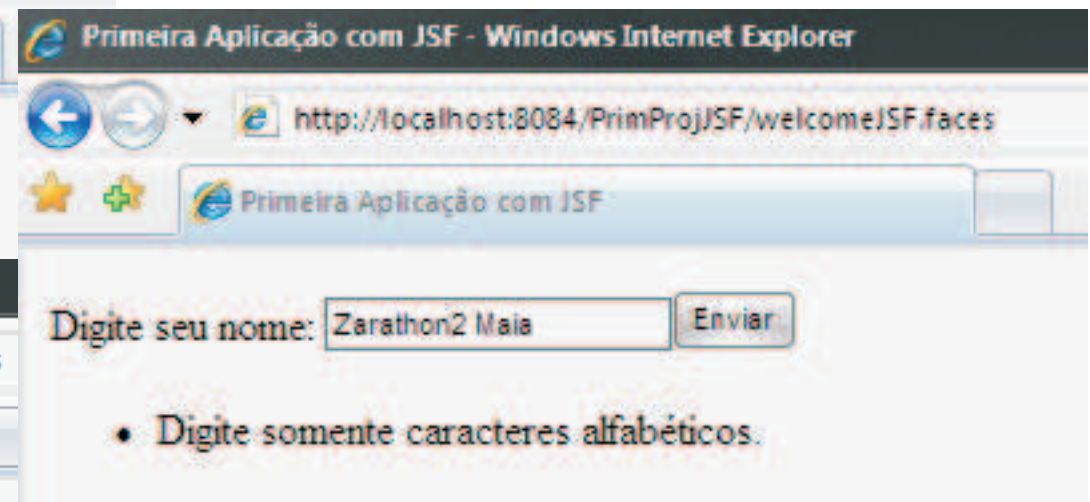 Primeira Aplicação com JSF - Windows Internet Explorer
http://localhost:8084/PrimProjJSF/welcomeJSF.faces
Primeira Aplicação com JSF
Digite seu nome: Zarathon2 Maia Enviar
• Digite somente caracteres alfabéticos.